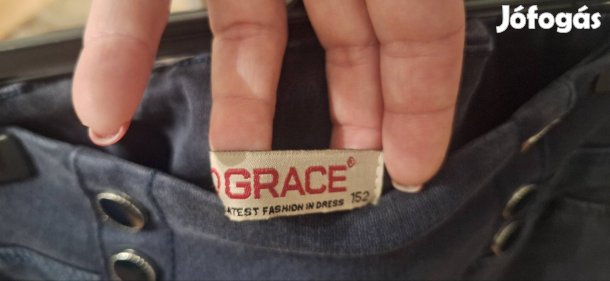 Jófogás
GRACE®
LATEST FASHION IN DRESS 152